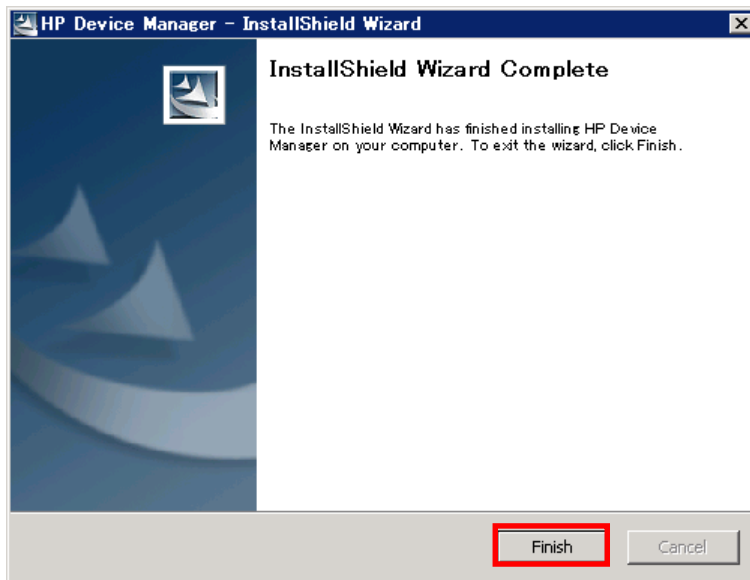 HP Device Manager - InstallShield Wizard
InstallShield Wizard Complete
The InstallShield Wizard has finished installing HP Device
Manager on your computer. To exit the wizard, click Finish.
Finish
Cancel